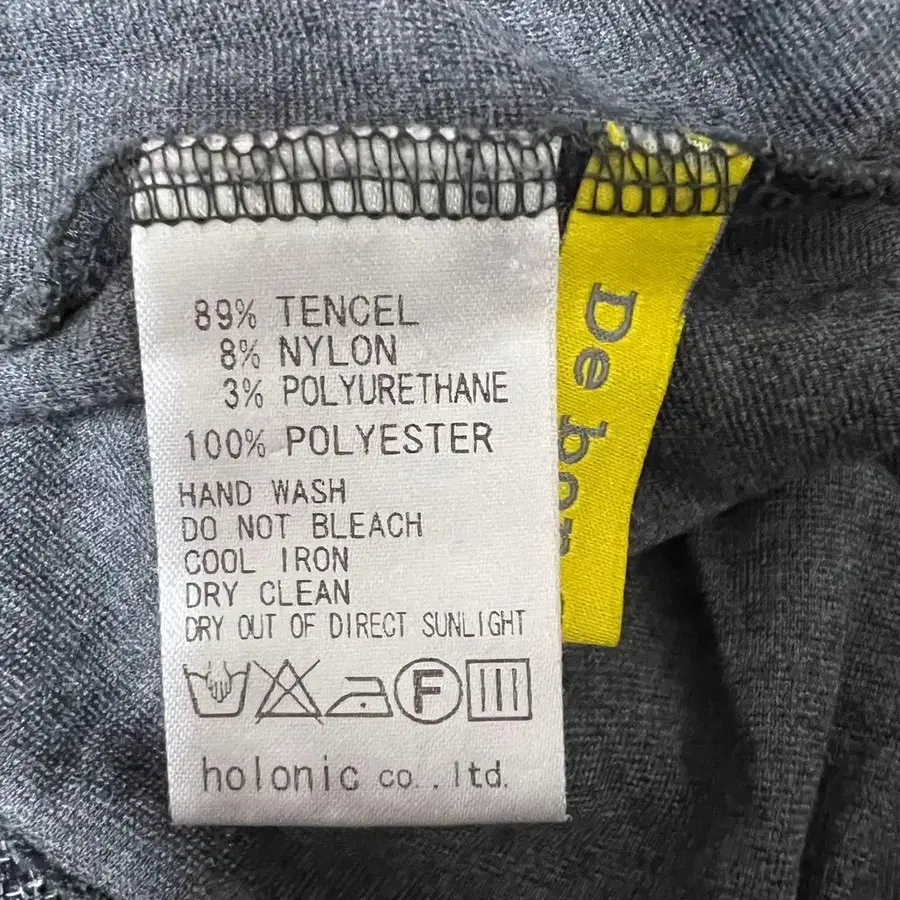 89% TENCEL
8% NYLON
3% POLYURETHANE
100% POLYESTER
HAND WASH
DO NOT BLEACH
COOL IRON
DRY CLEAN
DRY OUT OF DIRECT SUNLIGHT
F
holonic co.,ltd.
De